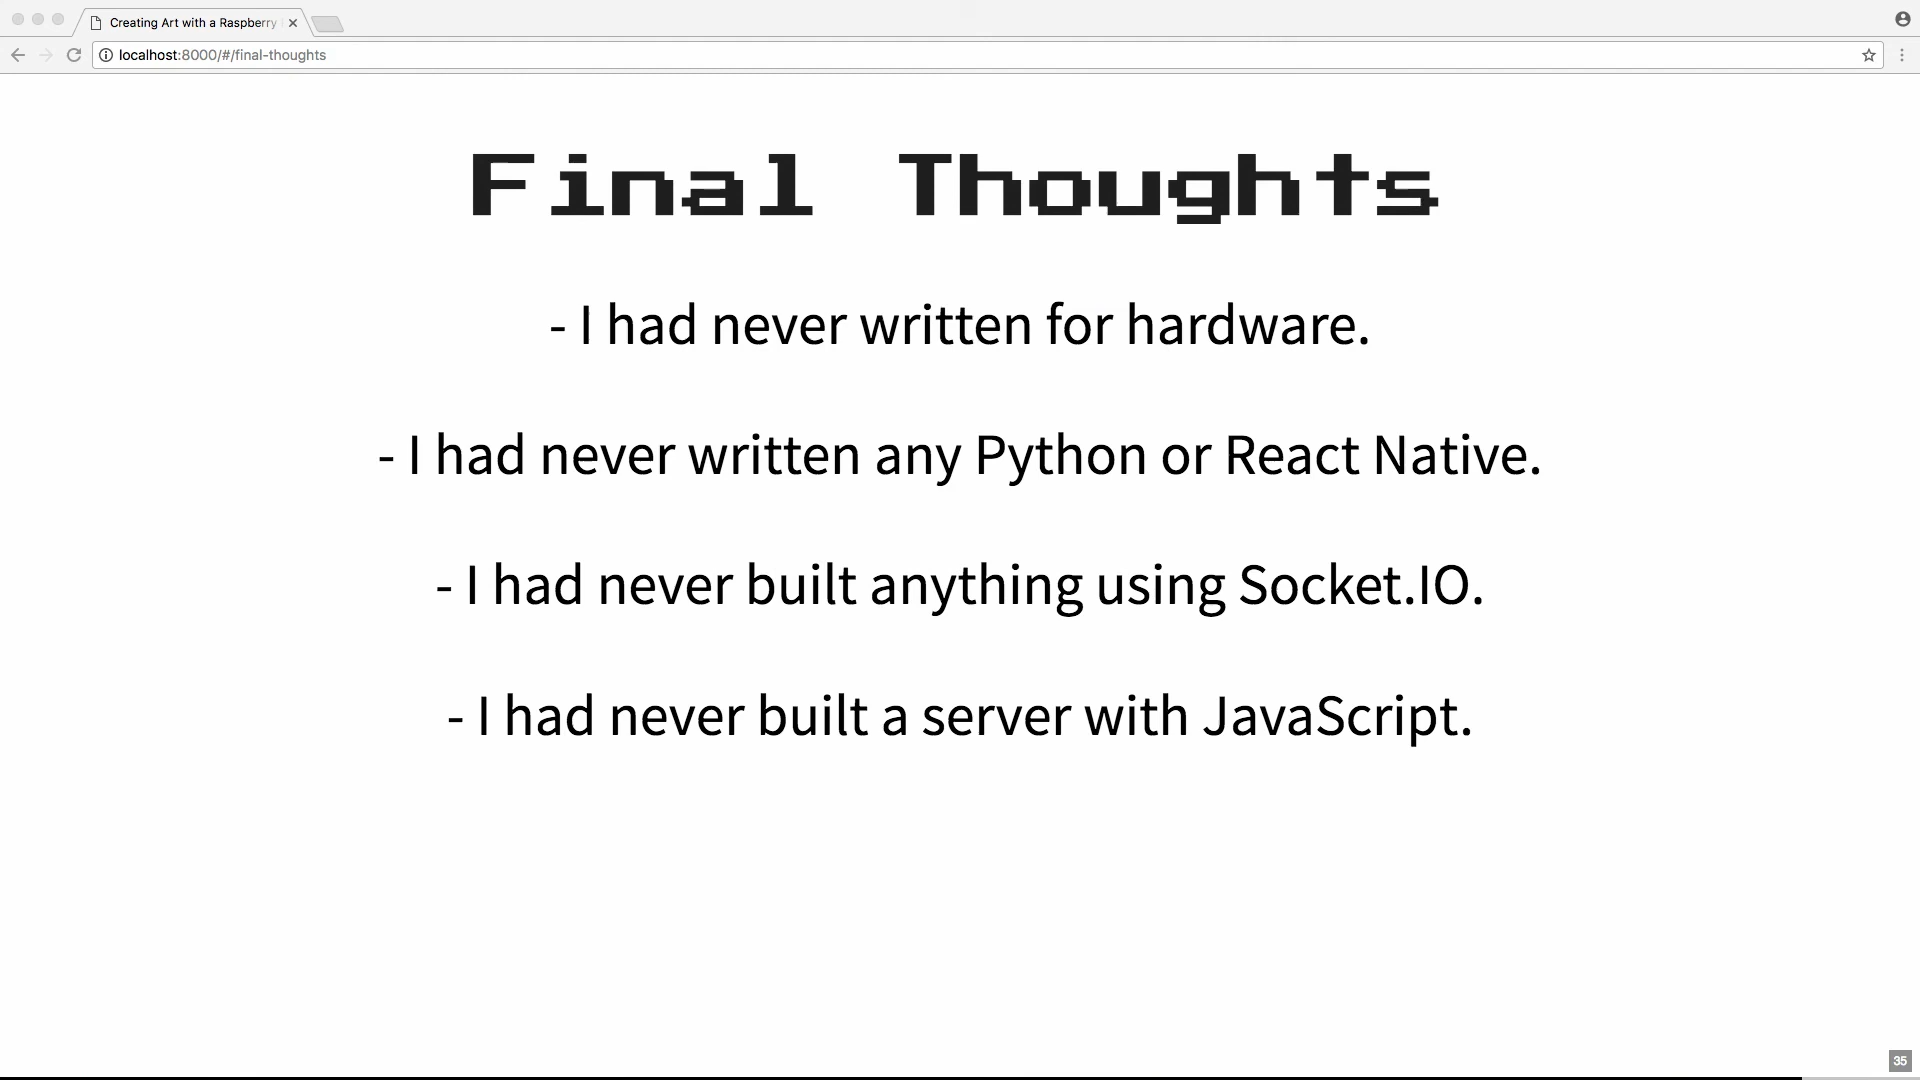 Creating Art with a Raspberry
localhost:8000/#/final-thoughts
Final Thoughts
- I had never written for hardware.
- I had never written any Python or React Native.
- I had never built anything using Socket.IO.
- I had never built a server with JavaScript.
35